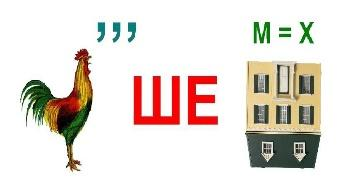 ,,,
М = Х
ШЕ